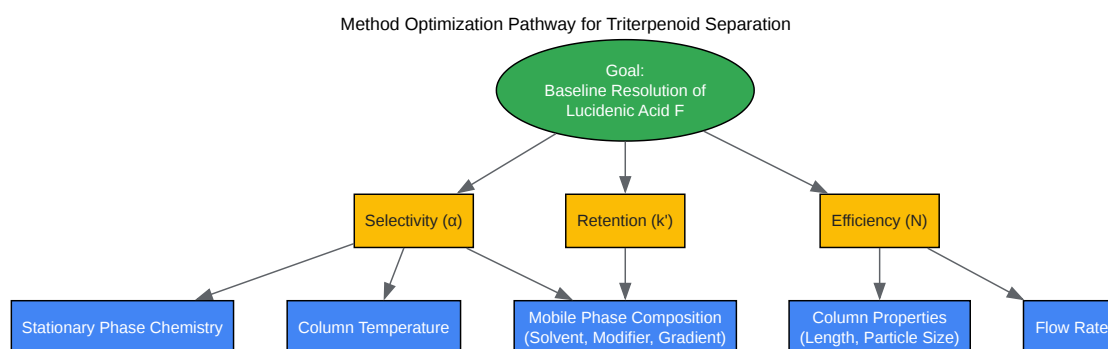 Method Optimization Pathway for Triterpenoid Separation
Goal:
Baseline Resolution of
Lucidenic Acid F
Selectivity (α)
Retention (k')
Efficiency (N)
Stationary Phase Chemistry
Column Temperature
Mobile Phase Composition
(Solvent, Modifier, Gradient)
Column Properties
(Length, Particle Size)
Flow Rate